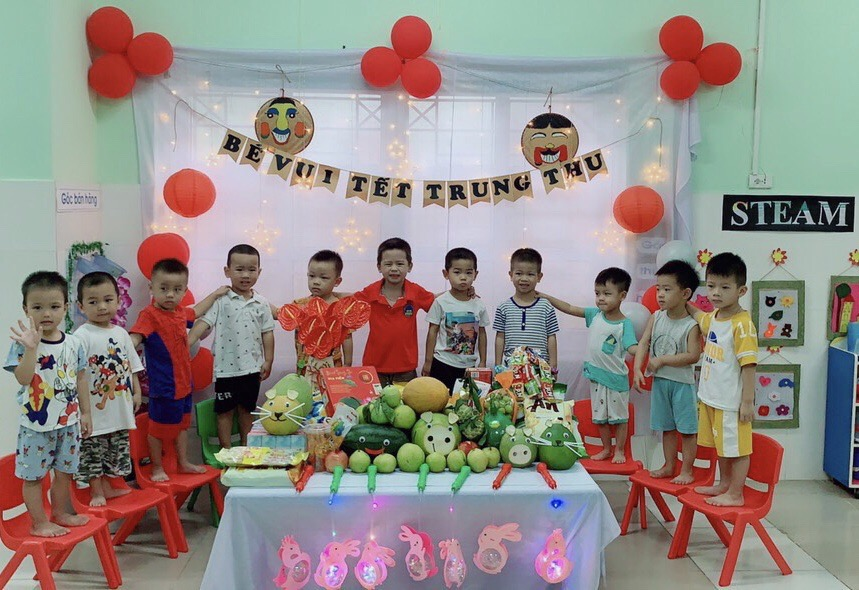 BÉ VUI TẾT TRUNG THU
Góc bán hàng
STEAM